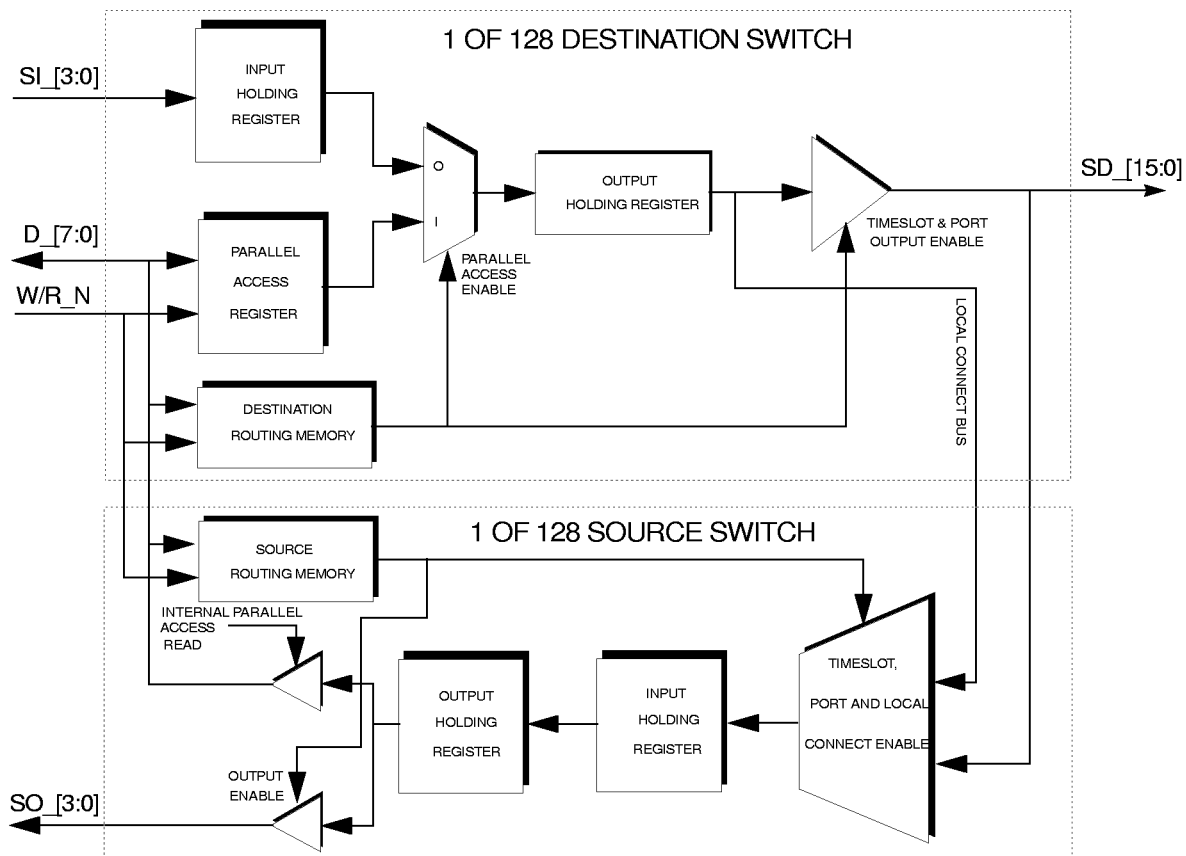 1 OF 128 DESTINATION SWITCH
SI_[3:0]
INPUT
HOLDING
REGISTER
O
I
OUTPUT
HOLDING REGISTER
SD_[15:0]
TIMESLOT & PORT
OUTPUT ENABLE
D_[7:0]
PARALLEL
ACCESS
REGISTER
W/R_N
PARALLEL
ACCESS
ENABLE
LOCAL CONNECT BUS
DESTINATION
ROUTING MEMORY
1 OF 128 SOURCE SWITCH
SOURCE
ROUTING MEMORY
INTERNAL PARALLEL
ACCESS
READ
TIMESLOT,
PORT AND LOCAL
CONNECT ENABLE
INPUT
HOLDING
REGISTER
OUTPUT
HOLDING
REGISTER
OUTPUT
ENABLE
SO_[3:0]